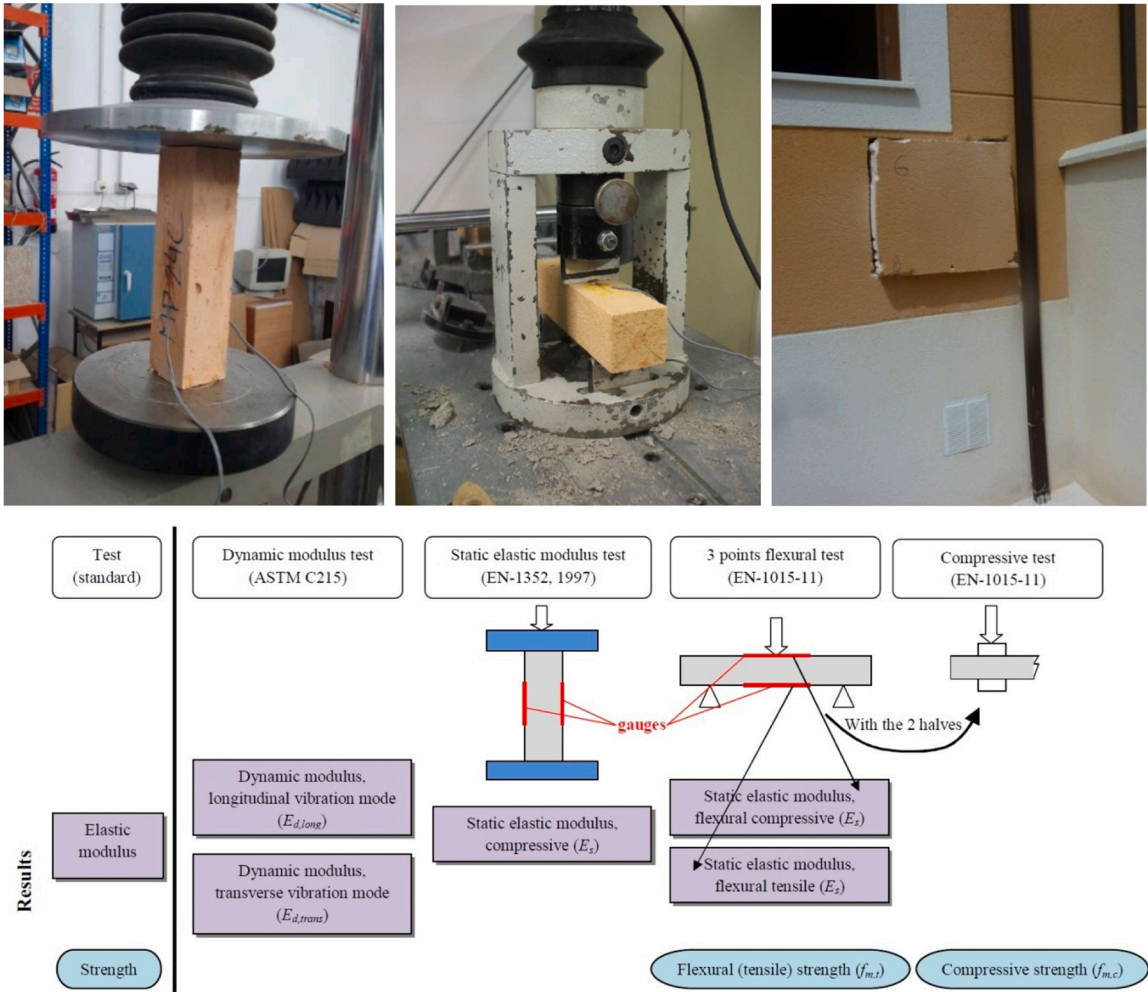 MP24C
6
Test
(standard)
Dynamic modulus test
(ASTM C215)
Static elastic modulus test
(EN-1352, 1997)
3 points flexural test
(EN-1015-11)
Compressive test
(EN-1015-11)
gauges
With the 2 halves
Results
Elastic
modulus
Dynamic modulus,
longitudinal vibration mode
(Ed,long)
Dynamic modulus,
transverse vibration mode
(Ed,trans)
Static elastic modulus,
compressive (Es)
Static elastic modulus,
flexural compressive (Es)
Static elastic modulus,
flexural tensile (Es)
Strength
Flexural (tensile) strength (fm,t)
Compressive strength (fm,c)